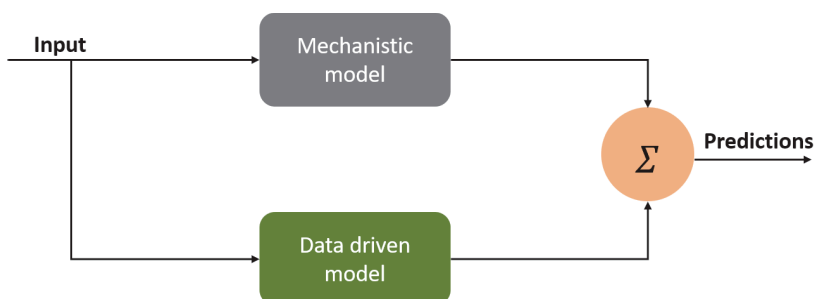 Input
Mechanistic
model
Σ
Predictions
Data driven
model